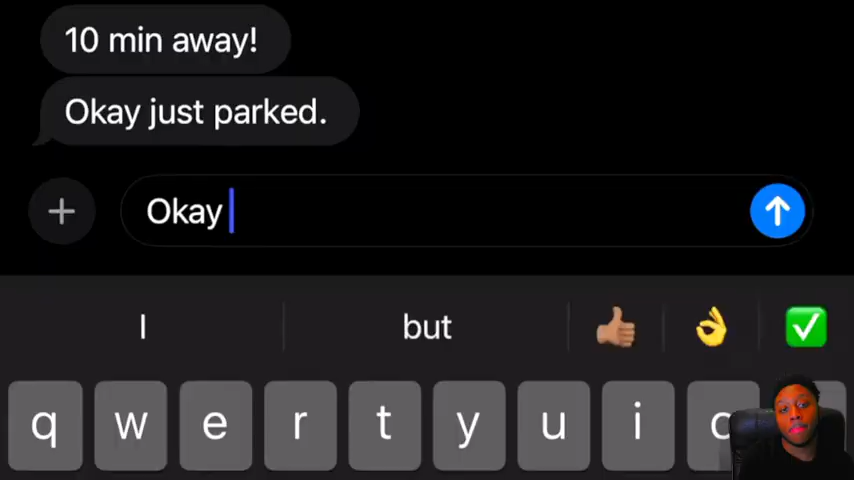 10 min away!
Okay just parked.
Okay
I but
q w e r t y u i